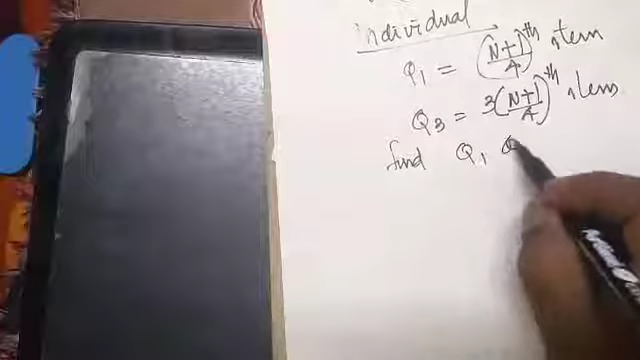 individual
Q₁ = (N+1/4)ᵗʰ item
Q₃ = 3(N+1/4)ᵗʰ item
find Q₁ Q